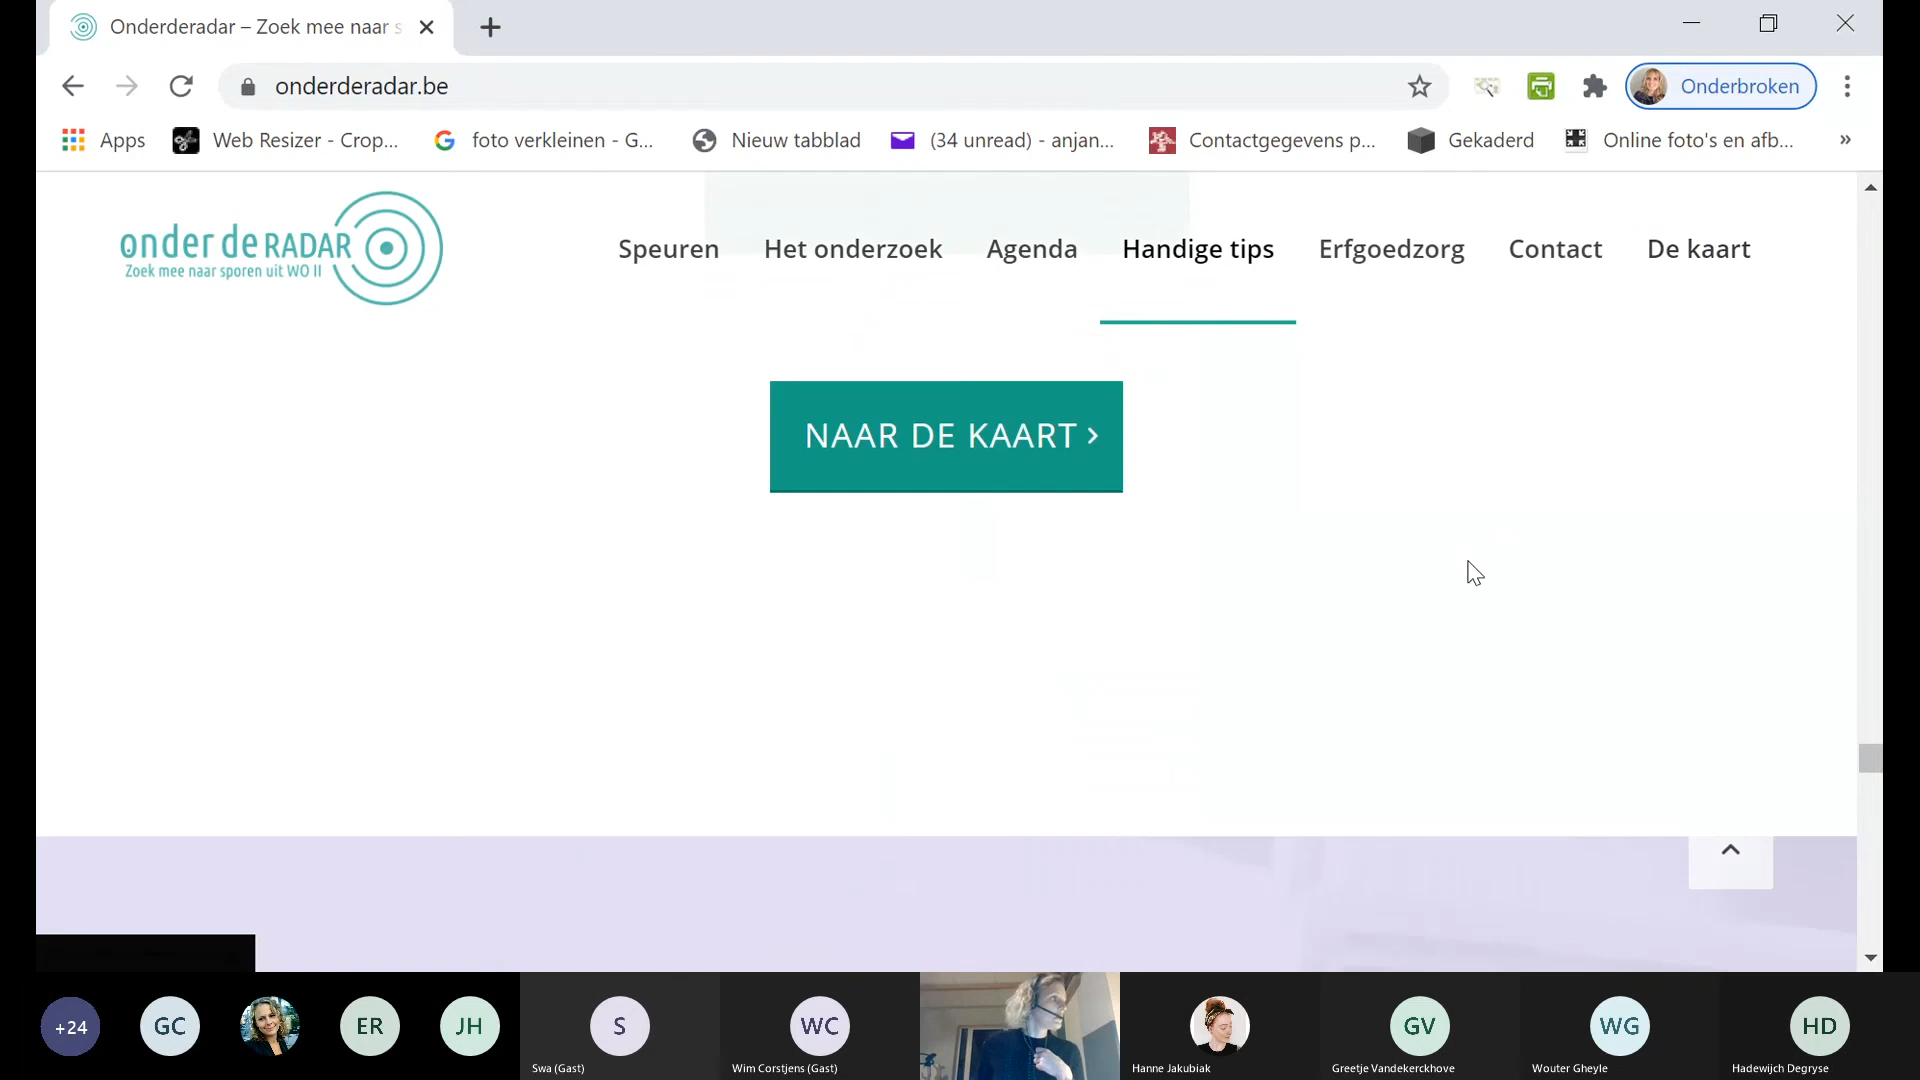 Onderderadar – Zoek mee naar s
onderderadar.be
Onderbroken
Apps
Web Resizer - Crop...
foto verkleinen - G...
Nieuw tabblad
(34 unread) - anjan...
Contactgegevens p...
Gekaderd
Online foto's en afb...
»
onder de RADAR
Zoek mee naar sporen uit WO II
Speuren
Het onderzoek
Agenda
Handige tips
Erfgoedzorg
Contact
De kaart
NAAR DE KAART ›
+24
GC
ER
JH
S
WC
GV
WG
HD
Swa (Gast)
Wim Corstjens (Gast)
Hanne Jakubiak
Greetje Vandekerckhove
Wouter Gheyle
Hadewijch Degryse